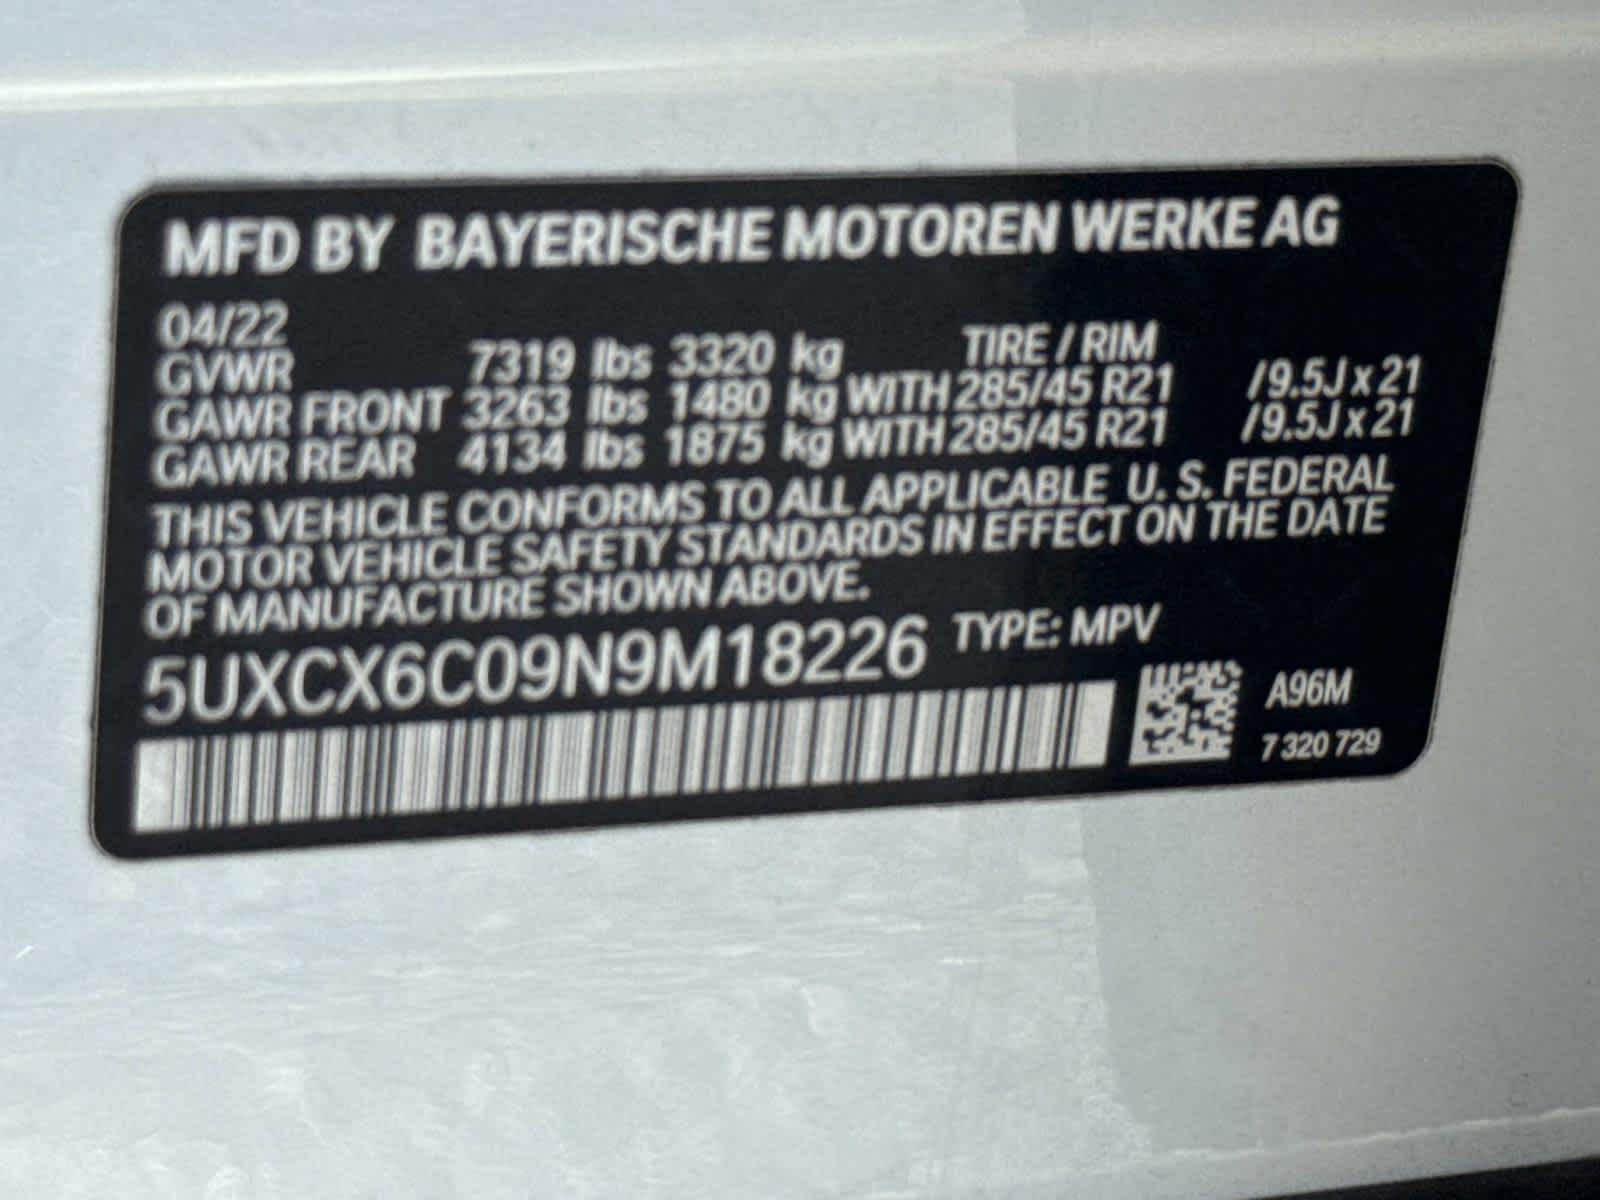 MFD BY BAYERISCHE MOTOREN WERKE AG
04/22
TIRE / RIM
GVWR 7319 lbs 3320 kg
GAWR FRONT 3263 lbs 1480 kg WITH 285/45 R21 /9.5J x 21
GAWR REAR 4134 lbs 1875 kg WITH 285/45 R21 /9.5J x 21
THIS VEHICLE CONFORMS TO ALL APPLICABLE U. S. FEDERAL
MOTOR VEHICLE SAFETY STANDARDS IN EFFECT ON THE DATE
OF MANUFACTURE SHOWN ABOVE.
5UXCX6C09N9M18226 TYPE: MPV
A96M
7 320 729